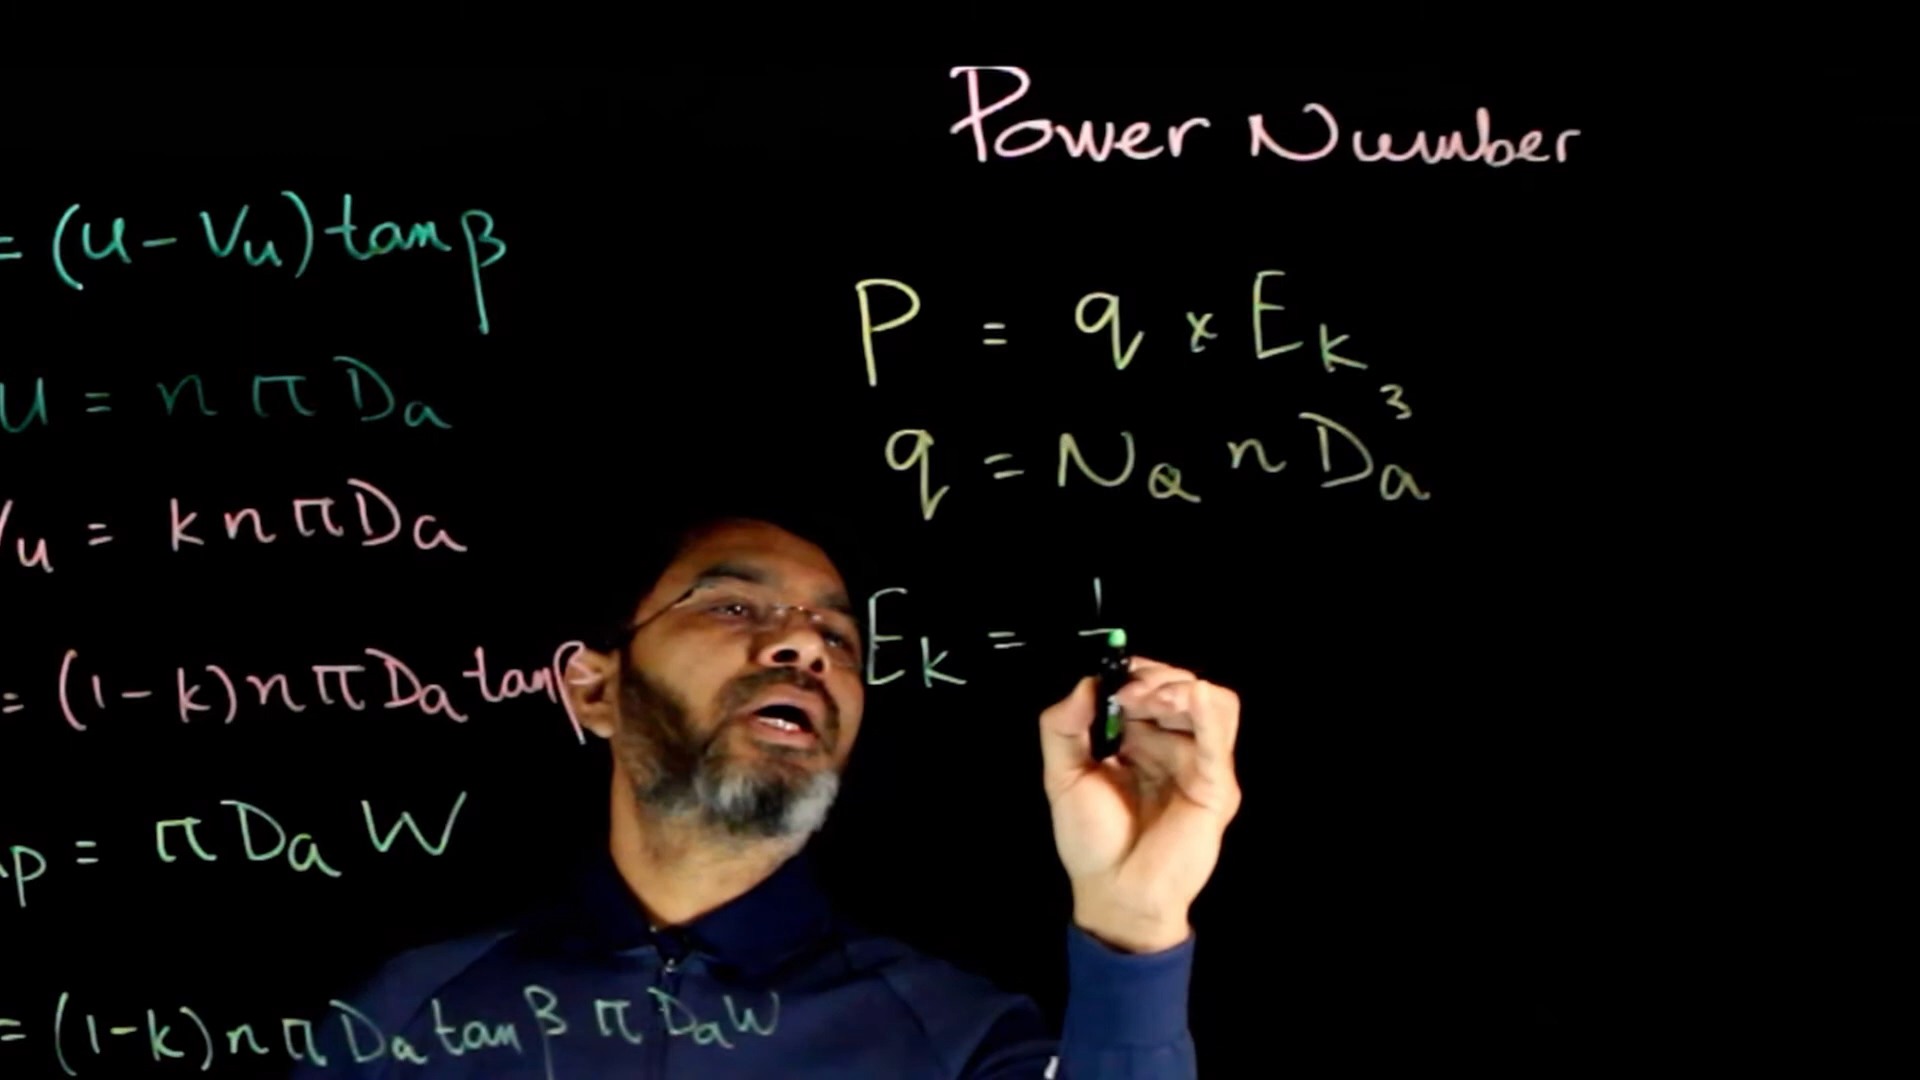 Power Number
= (u - Vu) tan β
u = n π Da
Vu = k n π Da
= (1 - k) n π Da tan β
p = π Da W
= (1 - k) n π Da tan β π Da W
P = q × Ek
q = NQ n Da³
Ek = 1